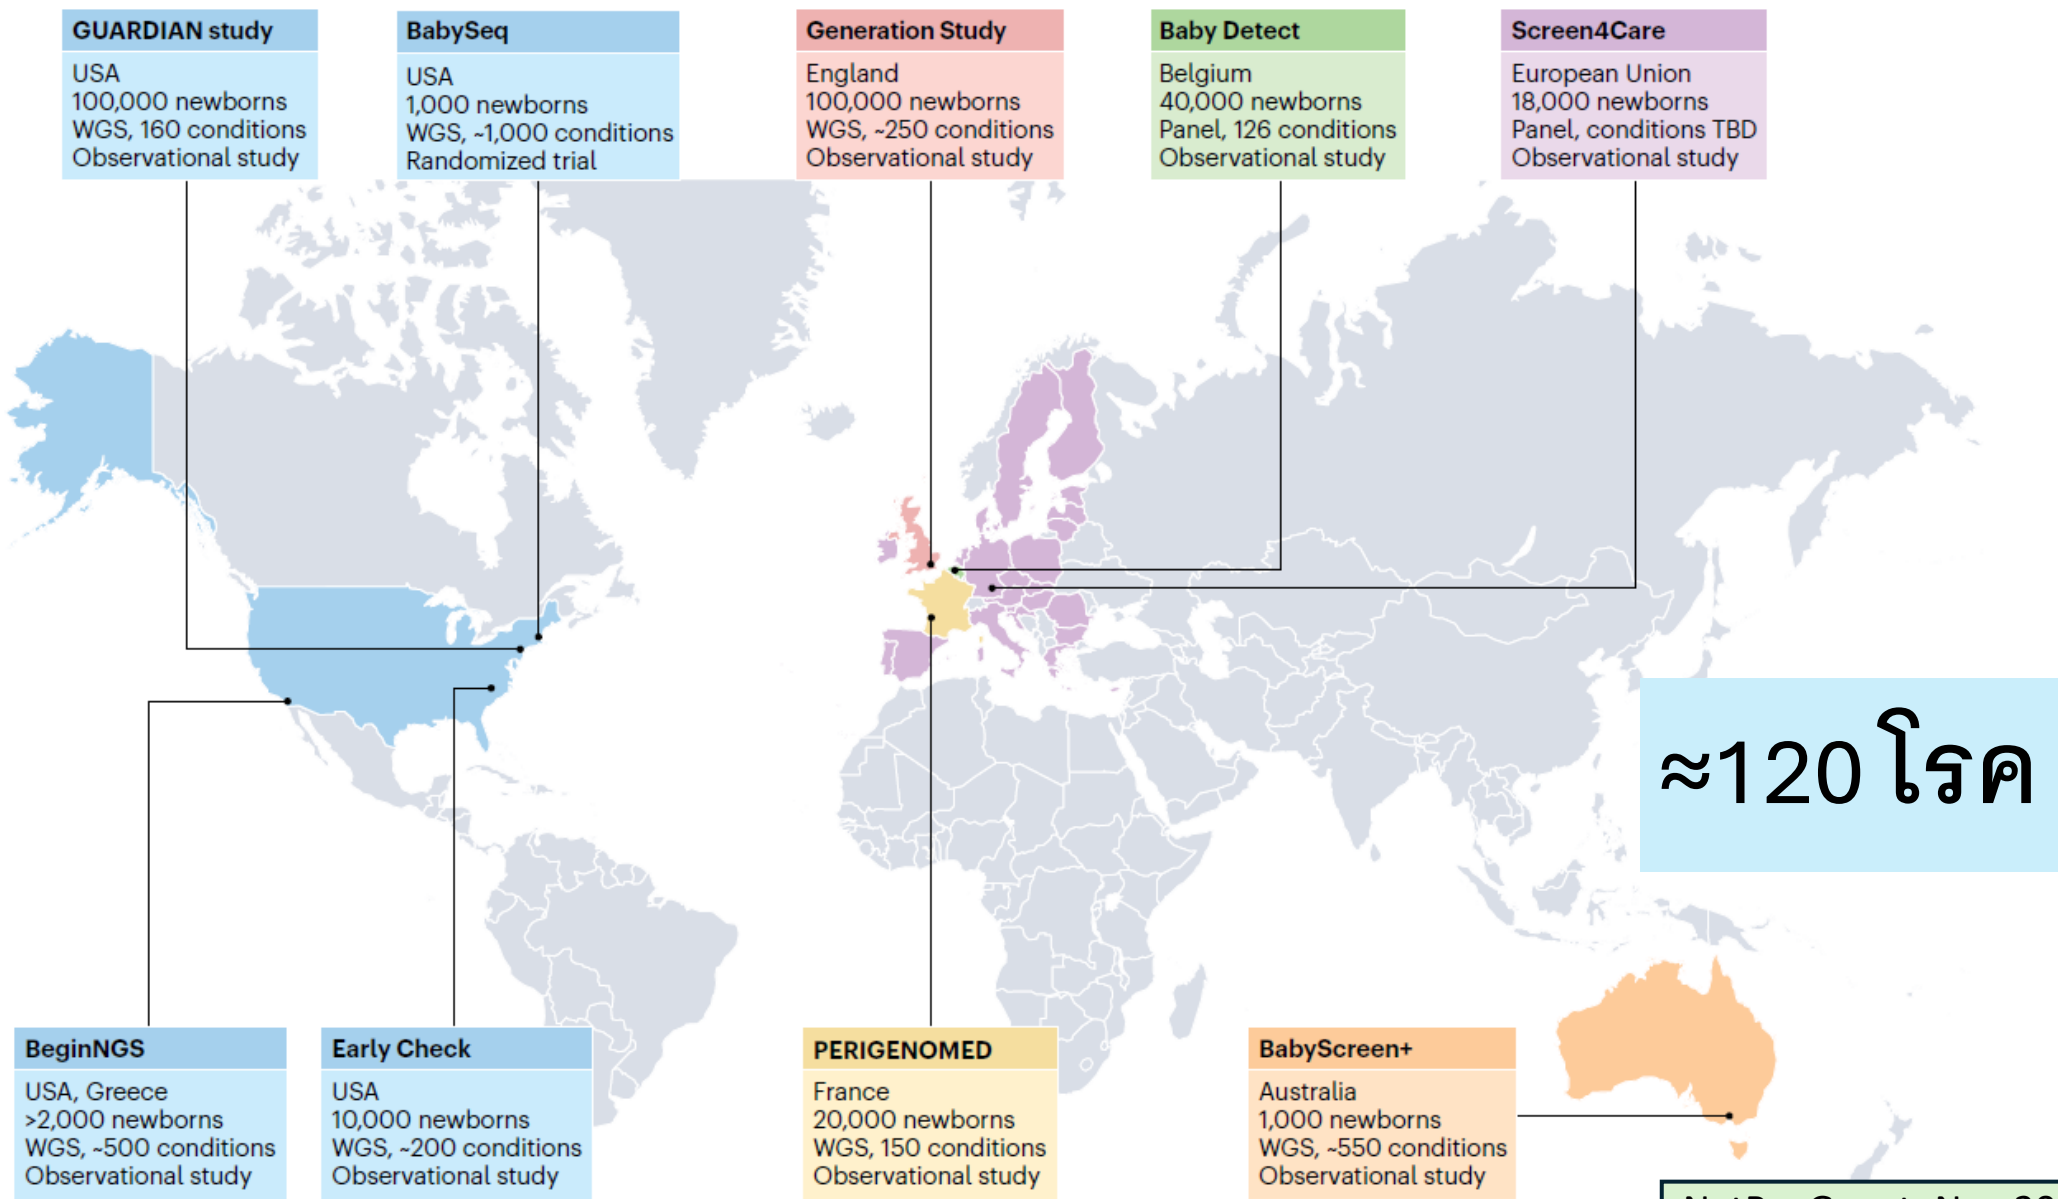 GUARDIAN study
USA
100,000 newborns
WGS, 160 conditions
Observational study
BabySeq
USA
1,000 newborns
WGS, ~1,000 conditions
Randomized trial
Generation Study
England
100,000 newborns
WGS, ~250 conditions
Observational study
Baby Detect
Belgium
40,000 newborns
Panel, 126 conditions
Observational study
Screen4Care
European Union
18,000 newborns
Panel, conditions TBD
Observational study
≈120 โรค
BeginNGS
USA, Greece
>2,000 newborns
WGS, ~500 conditions
Observational study
Early Check
USA
10,000 newborns
WGS, ~200 conditions
Observational study
PERIGENOMED
France
20,000 newborns
WGS, 150 conditions
Observational study
BabyScreen+
Australia
1,000 newborns
WGS, ~550 conditions
Observational study